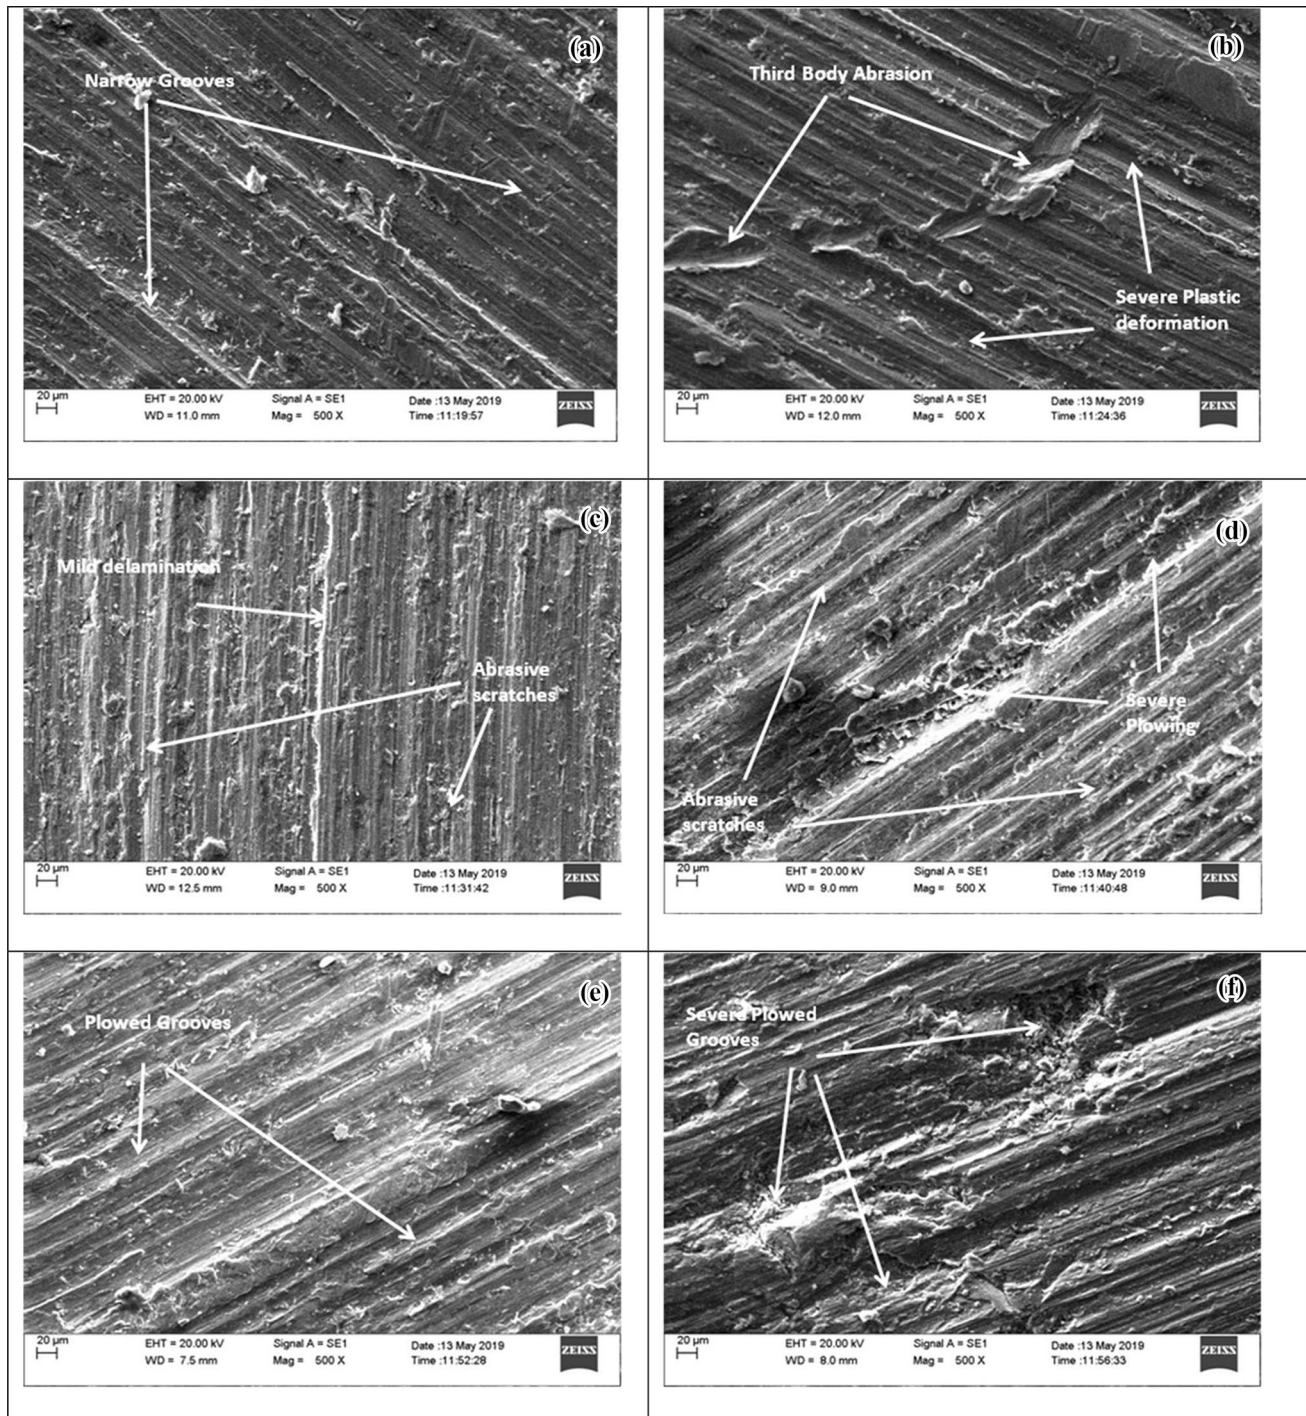 (a)
Narrow Grooves
20 µm
EHT = 20.00 kV
Signal A = SE1
Date :13 May 2019
WD = 11.0 mm
Mag = 500 X
Time :11:19:57
ZEISS
(b)
Third Body Abrasion
Severe Plastic
deformation
20 µm
EHT = 20.00 kV
Signal A = SE1
Date :13 May 2019
WD = 12.0 mm
Mag = 500 X
Time :11:24:36
ZEISS
(c)
Mild delamination
Abrasive
scratches
20 µm
EHT = 20.00 kV
Signal A = SE1
Date :13 May 2019
WD = 12.5 mm
Mag = 500 X
Time :11:31:42
ZEISS
(d)
Severe
Plowing
Abrasive
scratches
20 µm
EHT = 20.00 kV
Signal A = SE1
Date :13 May 2019
WD = 9.0 mm
Mag = 500 X
Time :11:40:48
ZEISS
(e)
Plowed Grooves
20 µm
EHT = 20.00 kV
Signal A = SE1
Date :13 May 2019
WD = 7.5 mm
Mag = 500 X
Time :11:52:28
ZEISS
(f)
Severe Plowed
Grooves
20 µm
EHT = 20.00 kV
Signal A = SE1
Date :13 May 2019
WD = 8.0 mm
Mag = 500 X
Time :11:56:33
ZEISS